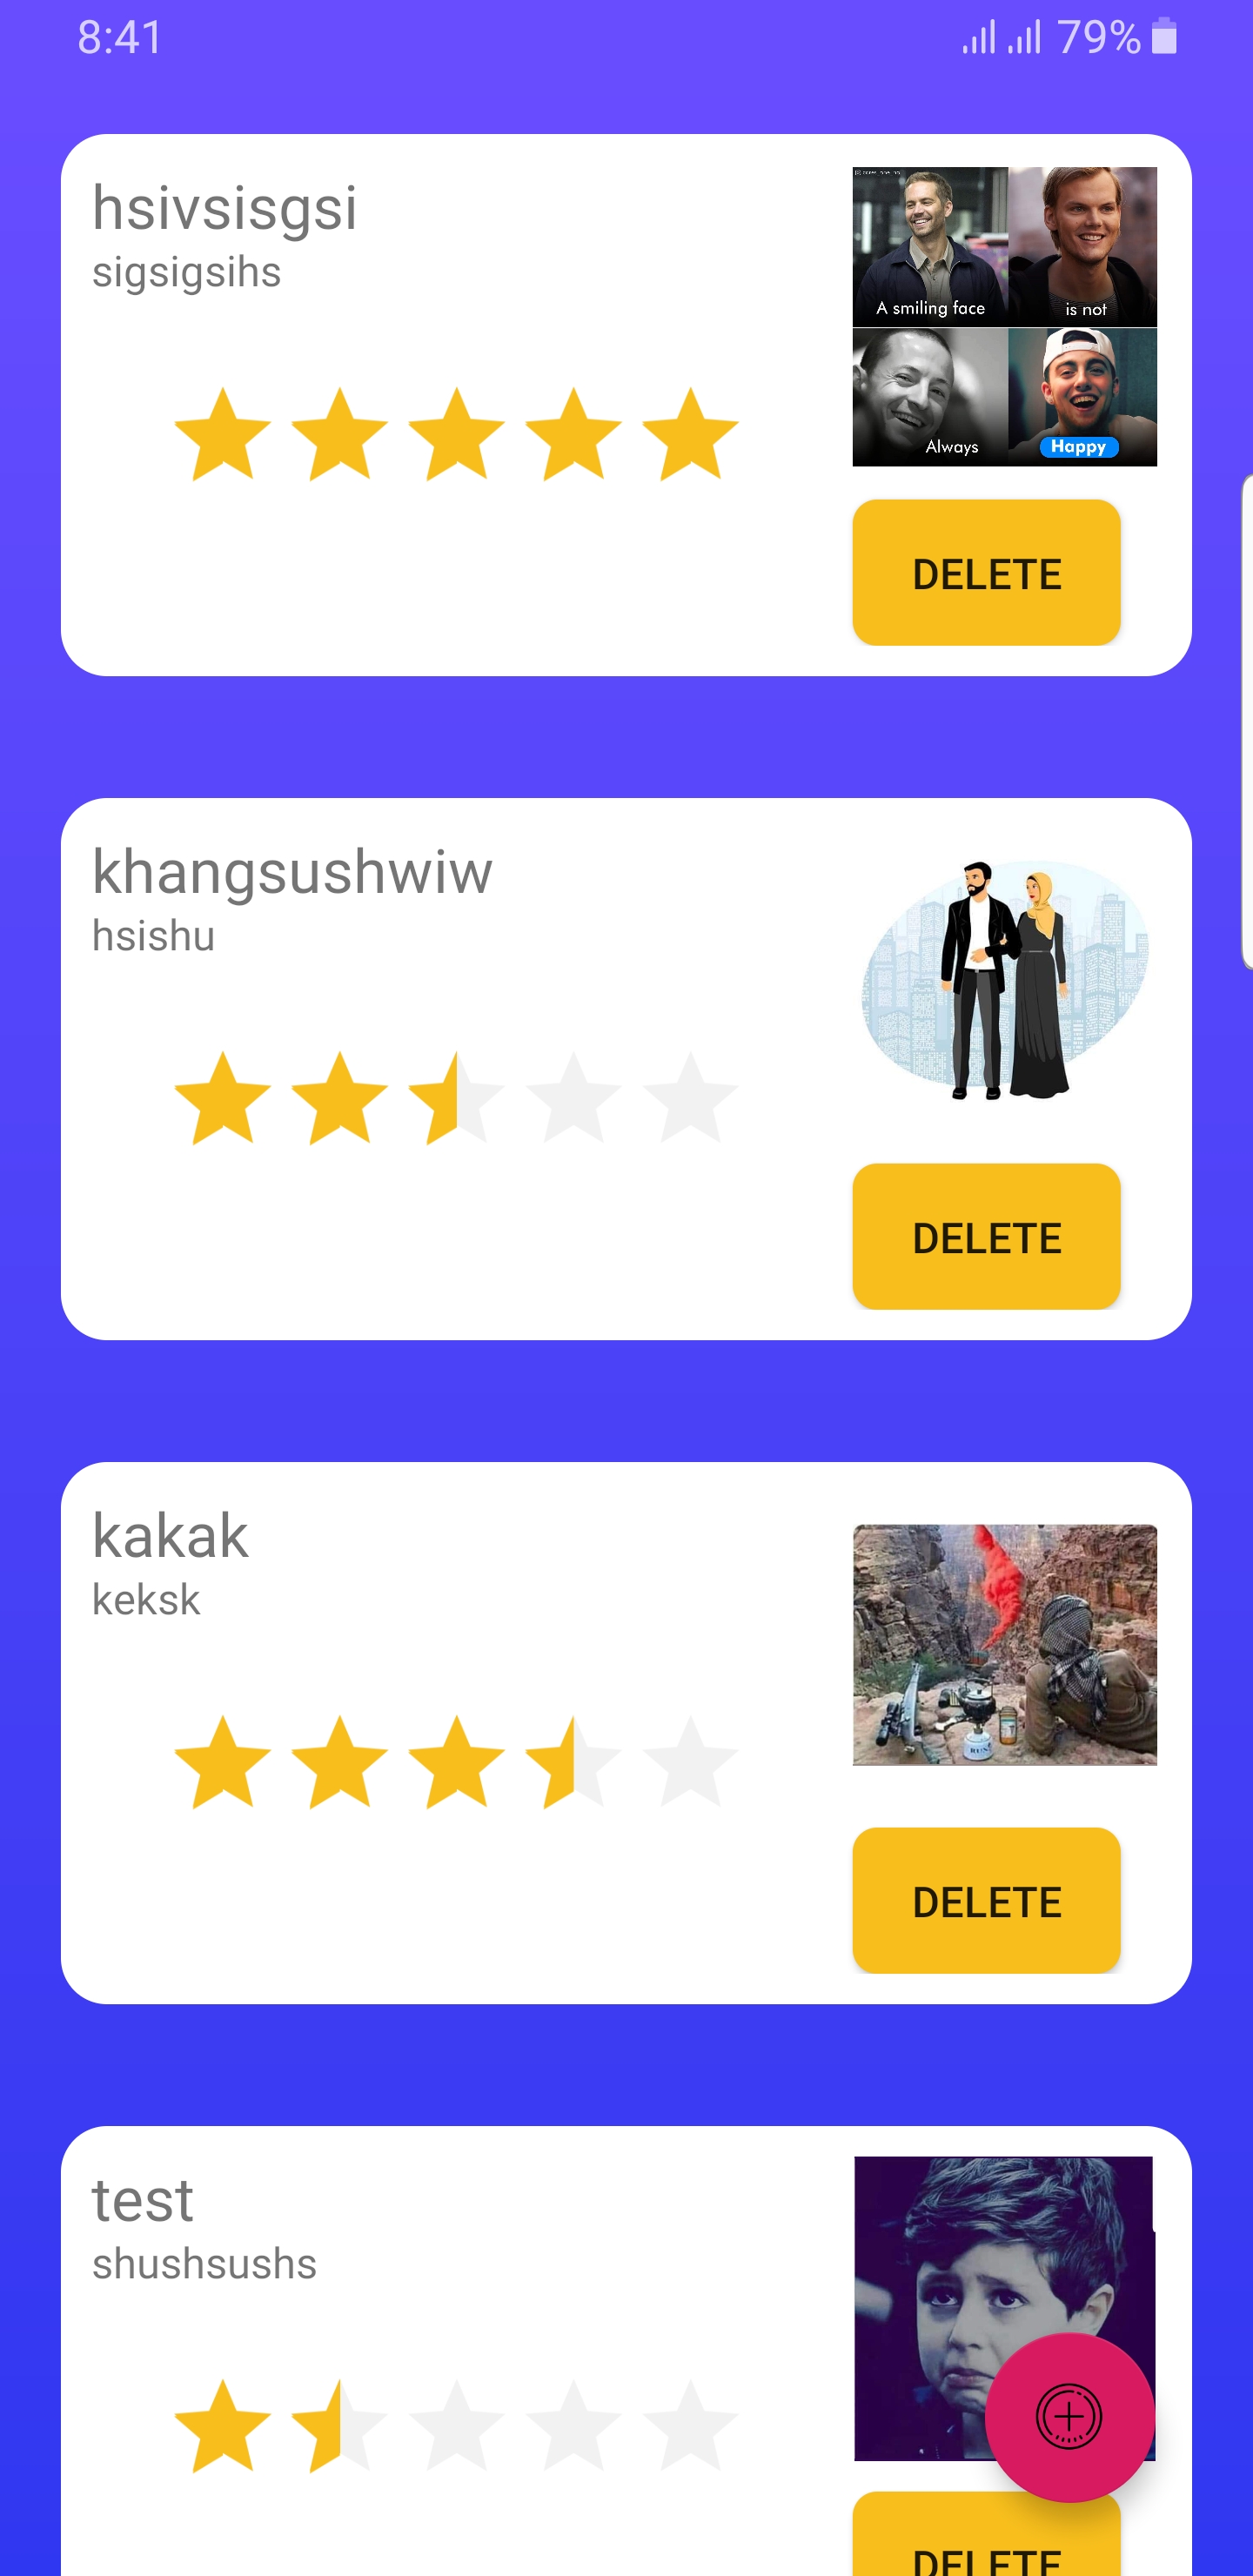 8:41
79%
hsivsisgsi
sigsigsihs
A smiling face
is not
Always
Happy
DELETE
khangsushwiw
hsishu
DELETE
kakak
keksk
DELETE
test
shushsushs
DELETE